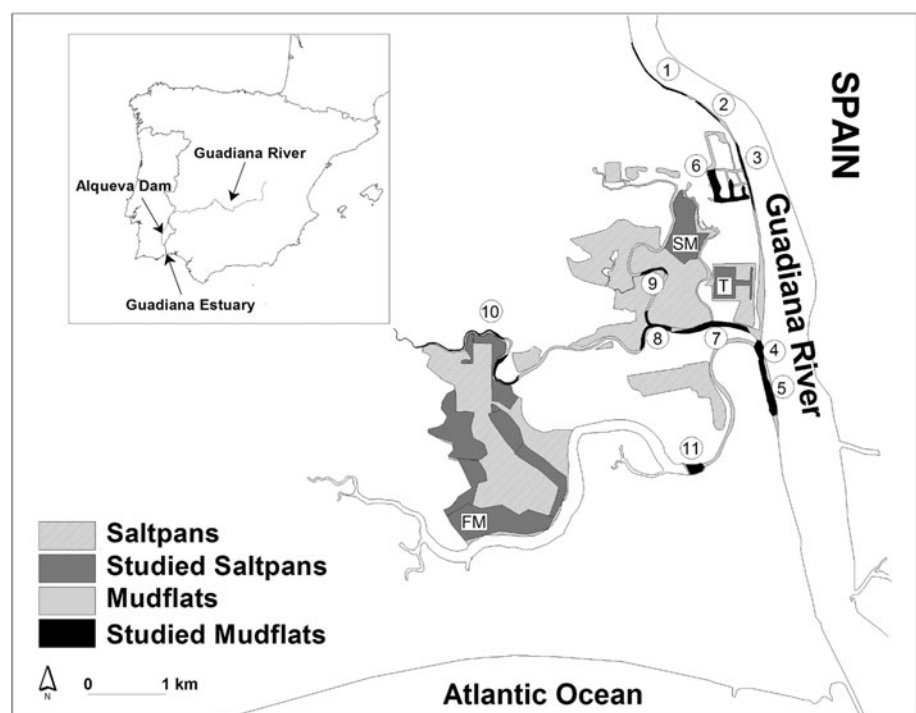 Guadiana River
Alqueva Dam
Guadiana Estuary
SPAIN
1
2
3
6
Guadiana River
SM
T
9
10
8
7
4
5
11
FM
Saltpans
Studied Saltpans
Mudflats
Studied Mudflats
N
0 1 km
Atlantic Ocean